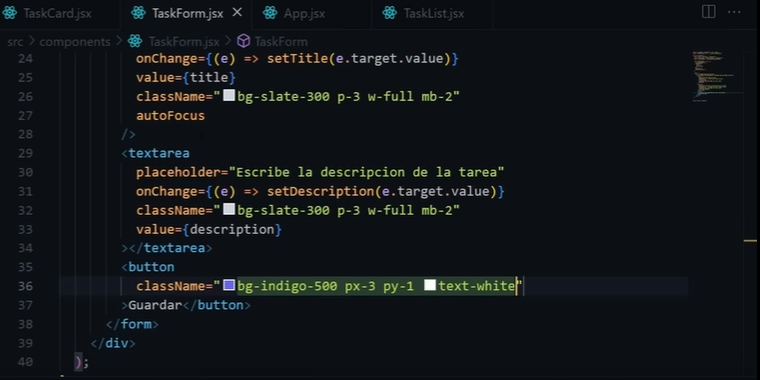 TaskCard.jsx TaskForm.jsx App.jsx TaskList.jsx
src > components > TaskForm.jsx > TaskForm
24 onChange={(e) => setTitle(e.target.value)}
25 value={title}
26 className="bg-slate-300 p-3 w-full mb-2"
27 autoFocus
28 />
29 <textarea
30 placeholder="Escribe la descripcion de la tarea"
31 onChange={(e) => setDescription(e.target.value)}
32 className="bg-slate-300 p-3 w-full mb-2"
33 value={description}
34 ></textarea>
35 <button
36 className="bg-indigo-500 px-3 py-1 text-white"
37 >Guardar</button>
38 </form>
39 </div>
40 );